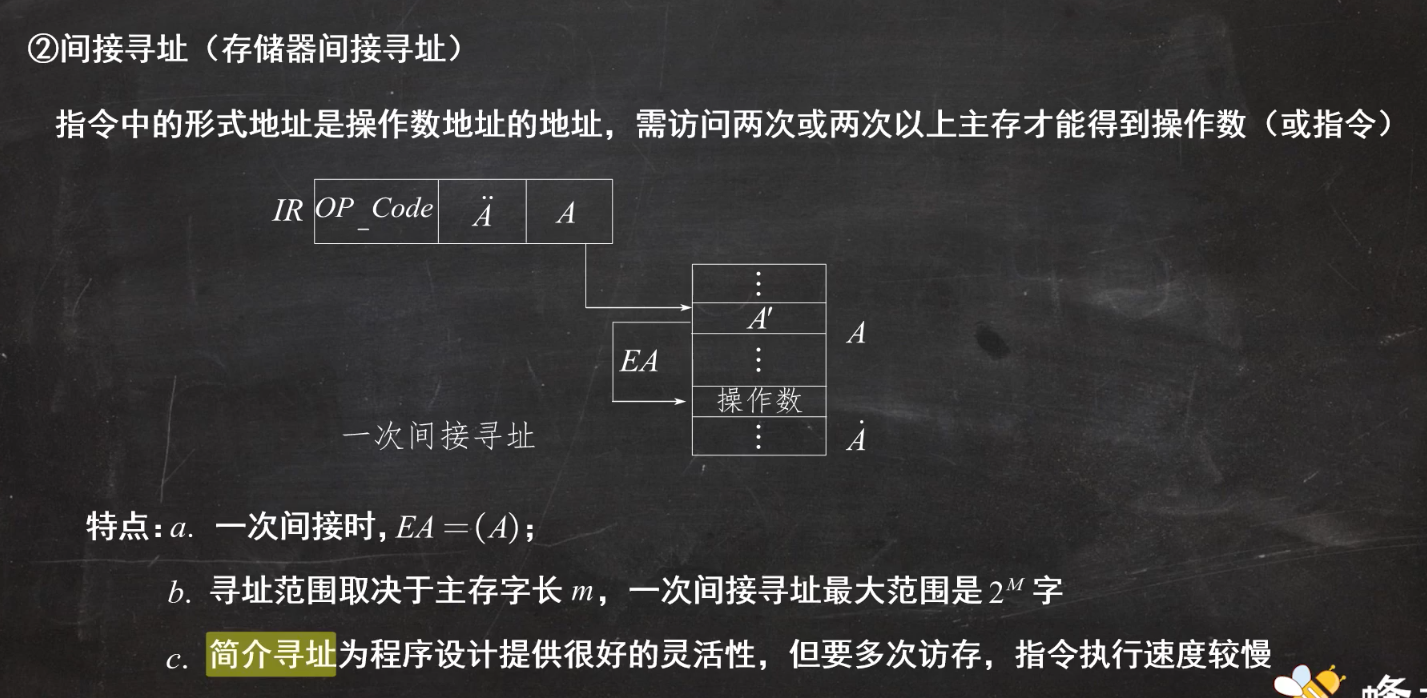 ②间接寻址（存储器间接寻址）
指令中的形式地址是操作数地址的地址，需访问两次或两次以上主存才能得到操作数（或指令）
IR OP_Code Ä A
⋮
A′ A
EA ⋮
操作数
⋮ Ȧ
一次间接寻址
特点：a. 一次间接时，EA＝(A)；
b. 寻址范围取决于主存字长 m，一次间接寻址最大范围是 2^M 字
c. 简介寻址为程序设计提供很好的灵活性，但要多次访存，指令执行速度较慢